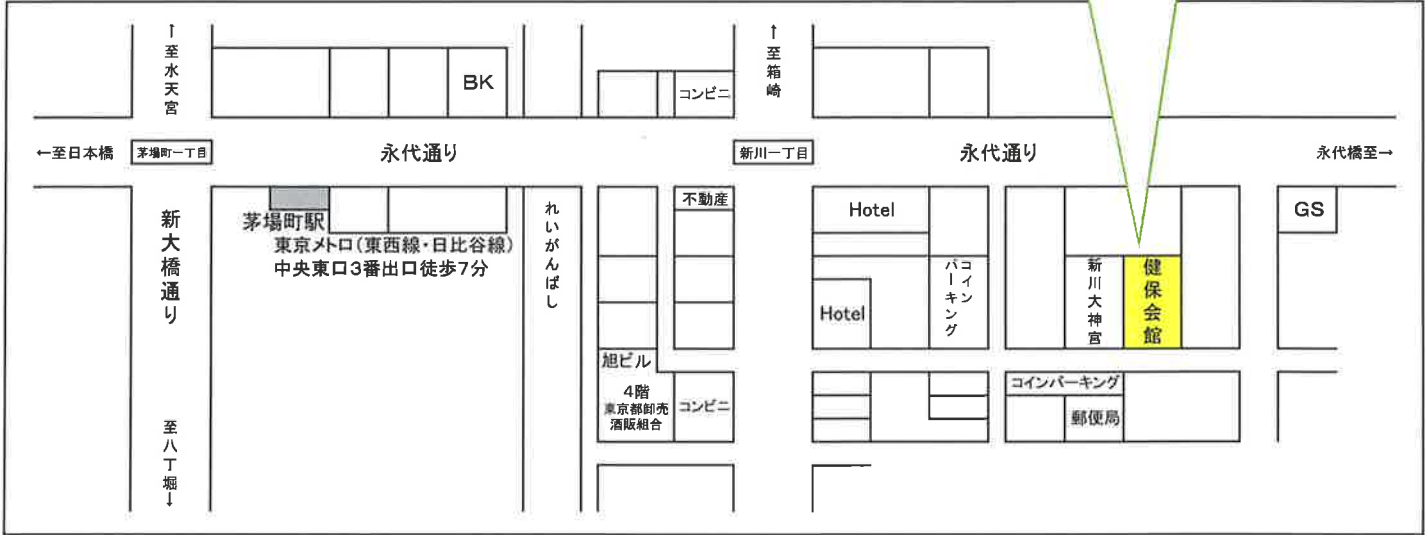 ↑至水天宮
BK
コンビニ
↑至箱崎
←至日本橋
茅場町一丁目
永代通り
新川一丁目
永代通り
永代橋至→
新大橋通り
茅場町駅
東京メトロ(東西線・日比谷線)
中央東口3番出口徒歩7分
れいがんばし
不動産
Hotel
Hotel
コイン
パーキング
新川大神宮
健保会館
GS
旭ビル
4階
東京都卸売
酒販組合
コンビニ
コインパーキング
郵便局
至八丁堀↓